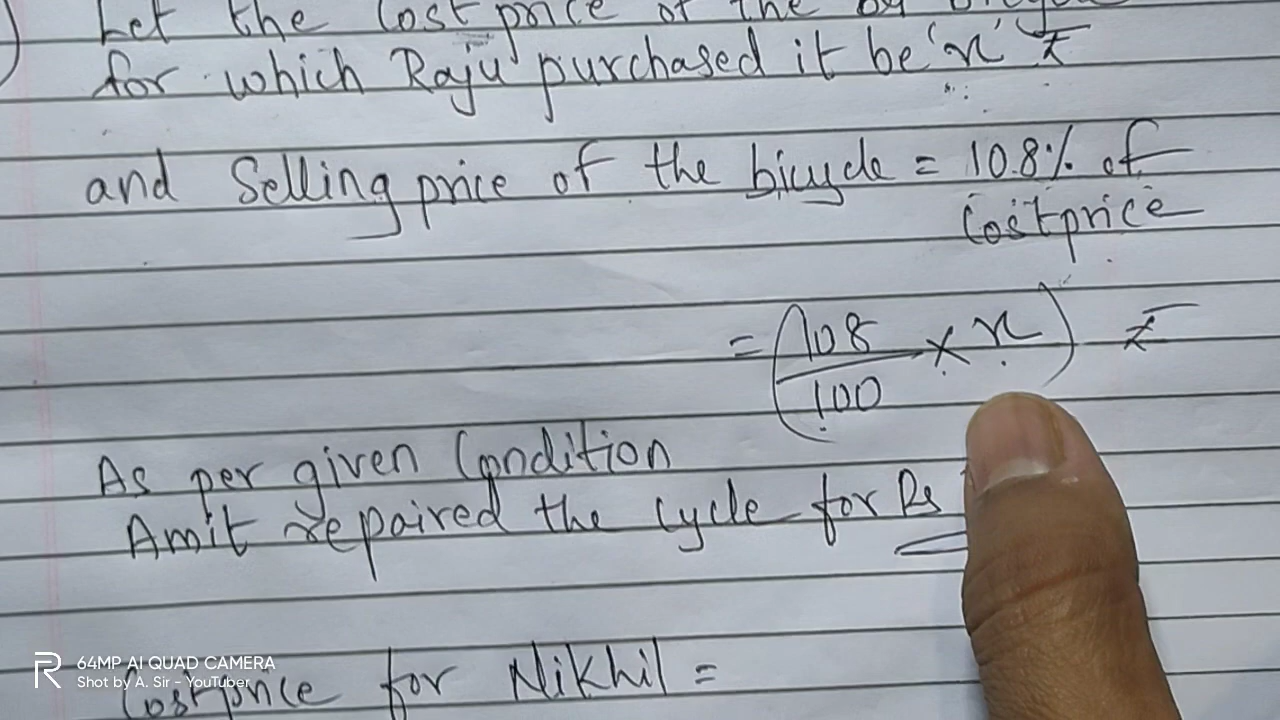 Let the Cost price of the by bicycle
for which Raju purchased it be 'x' ₹
and Selling price of the bicycle = 108% of
Cost price
= (108/100 × x) ₹
As per given Condition
Amit repaired the cycle for Rs
Cost price for Nikhil =
64MP AI QUAD CAMERA
Shot by A. Sir - YouTuber